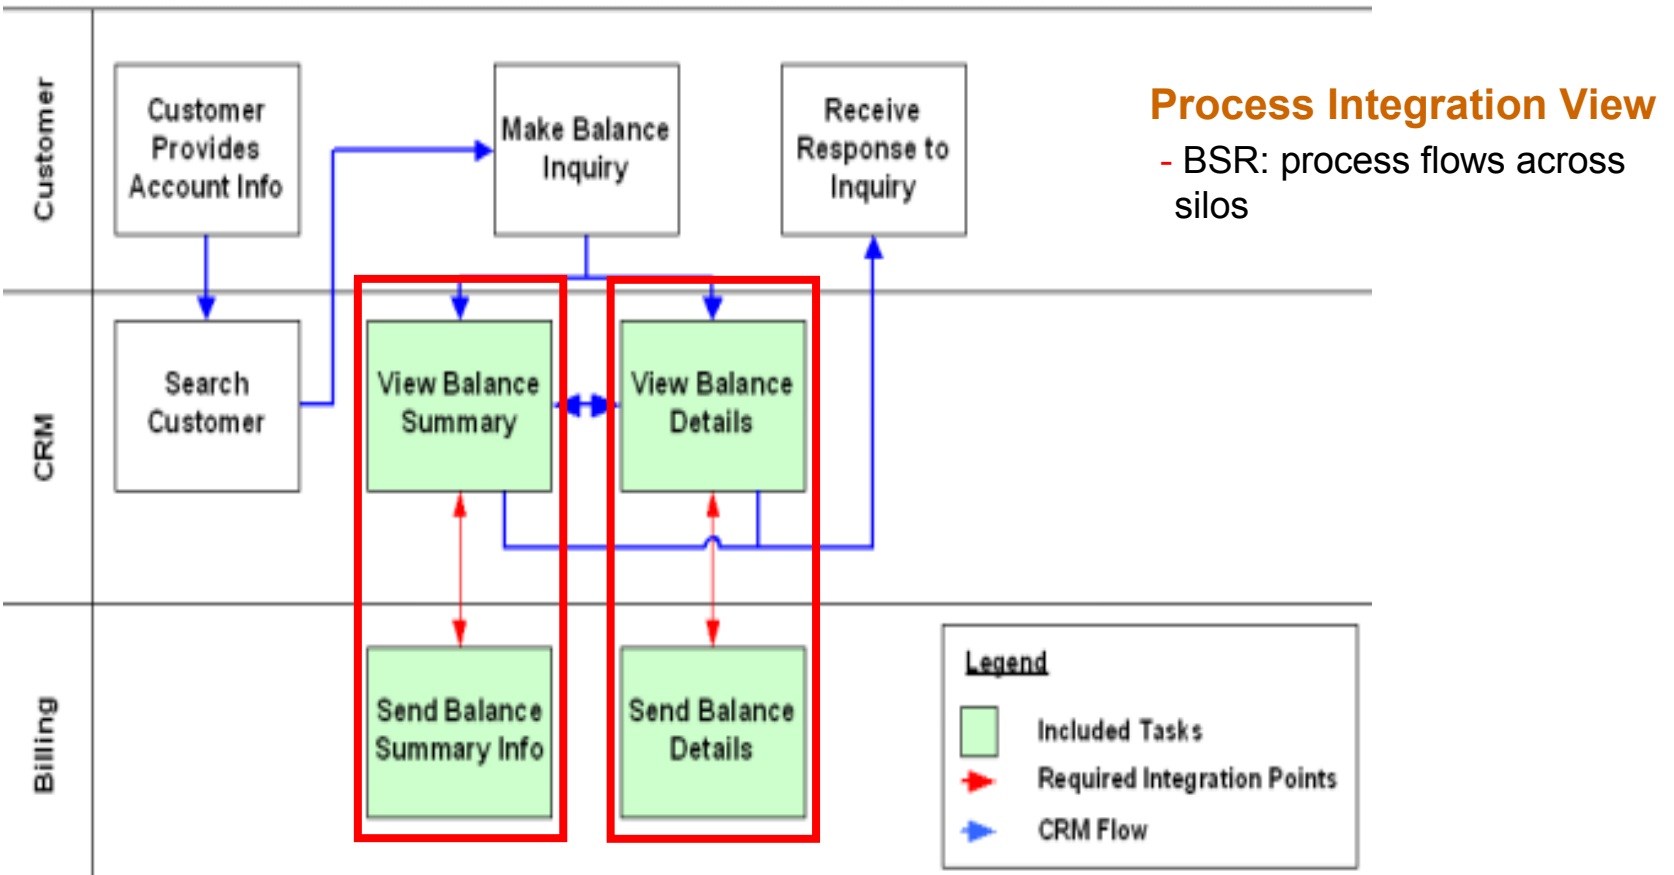 Customer
Customer
Provides
Account Info
Make Balance
Inquiry
Receive
Response to
Inquiry
Process Integration View
- BSR: process flows across
silos
CRM
Search
Customer
View Balance
Summary
View Balance
Details
Billing
Send Balance
Summary Info
Send Balance
Details
Legend
Included Tasks
Required Integration Points
CRM Flow